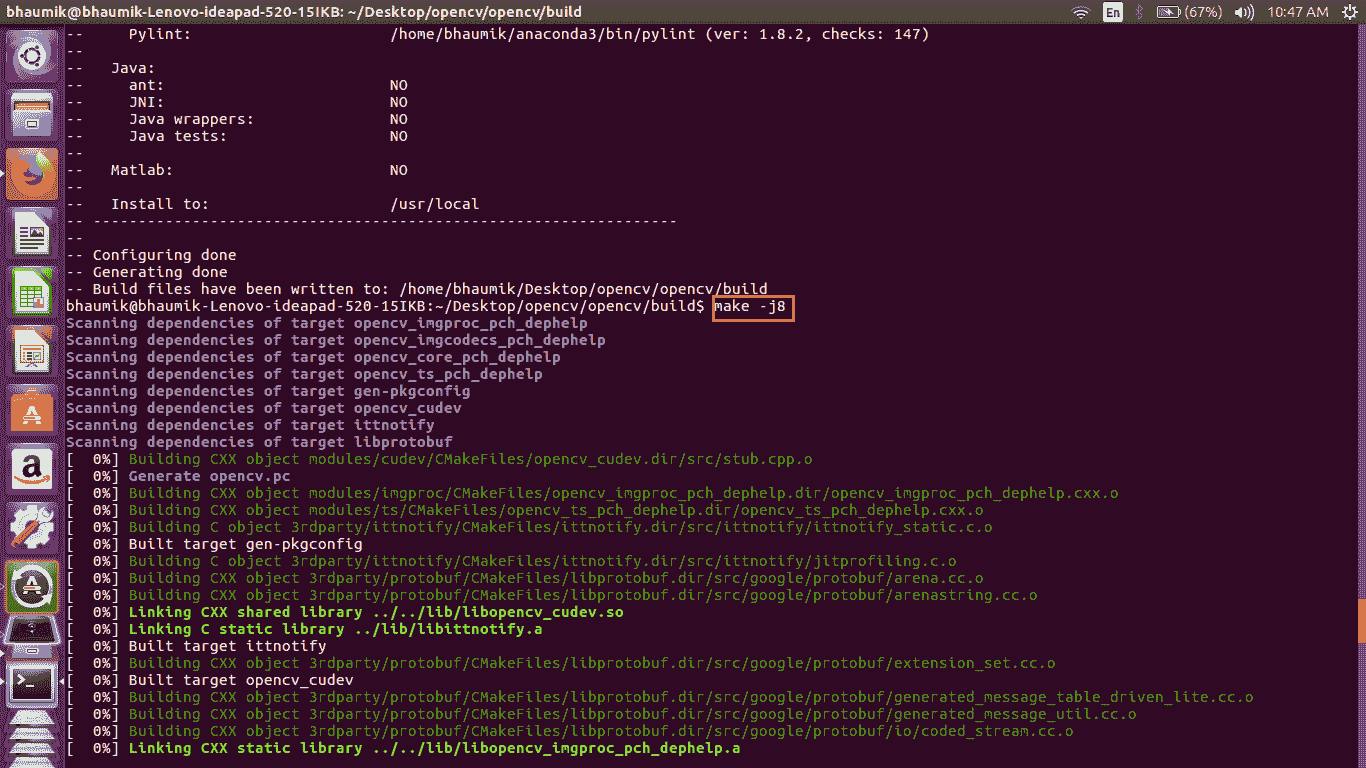 bhaumik@bhaumik-Lenovo-ideapad-520-15IKB: ~/Desktop/opencv/opencv/build En (67%) 10:47 AM
--     Pylint:                      /home/bhaumik/anaconda3/bin/pylint (ver: 1.8.2, checks: 147)
--
--   Java:
--     ant:                         NO
--     JNI:                         NO
--     Java wrappers:               NO
--     Java tests:                  NO
--
--   Matlab:                        NO
--
--   Install to:                    /usr/local
-- -----------------------------------------------------------------
--
-- Configuring done
-- Generating done
-- Build files have been written to: /home/bhaumik/Desktop/opencv/opencv/build
bhaumik@bhaumik-Lenovo-ideapad-520-15IKB:~/Desktop/opencv/opencv/build$ make -j8
Scanning dependencies of target opencv_imgproc_pch_dephelp
Scanning dependencies of target opencv_imgcodecs_pch_dephelp
Scanning dependencies of target opencv_core_pch_dephelp
Scanning dependencies of target opencv_ts_pch_dephelp
Scanning dependencies of target gen-pkgconfig
Scanning dependencies of target opencv_cudev
Scanning dependencies of target ittnotify
Scanning dependencies of target libprotobuf
[  0%] Building CXX object modules/cudev/CMakeFiles/opencv_cudev.dir/src/stub.cpp.o
[  0%] Generate opencv.pc
[  0%] Building CXX object modules/imgproc/CMakeFiles/opencv_imgproc_pch_dephelp.dir/opencv_imgproc_pch_dephelp.cxx.o
[  0%] Building CXX object modules/ts/CMakeFiles/opencv_ts_pch_dephelp.dir/opencv_ts_pch_dephelp.cxx.o
[  0%] Building C object 3rdparty/ittnotify/CMakeFiles/ittnotify.dir/src/ittnotify/ittnotify_static.c.o
[  0%] Built target gen-pkgconfig
[  0%] Building C object 3rdparty/ittnotify/CMakeFiles/ittnotify.dir/src/ittnotify/jitprofiling.c.o
[  0%] Building CXX object 3rdparty/protobuf/CMakeFiles/libprotobuf.dir/src/google/protobuf/arena.cc.o
[  0%] Building CXX object 3rdparty/protobuf/CMakeFiles/libprotobuf.dir/src/google/protobuf/arenastring.cc.o
[  0%] Linking CXX shared library ../../lib/libopencv_cudev.so
[  0%] Linking C static library ../lib/libittnotify.a
[  0%] Built target ittnotify
[  0%] Building CXX object 3rdparty/protobuf/CMakeFiles/libprotobuf.dir/src/google/protobuf/extension_set.cc.o
[  0%] Built target opencv_cudev
[  0%] Building CXX object 3rdparty/protobuf/CMakeFiles/libprotobuf.dir/src/google/protobuf/generated_message_table_driven_lite.cc.o
[  0%] Building CXX object 3rdparty/protobuf/CMakeFiles/libprotobuf.dir/src/google/protobuf/generated_message_util.cc.o
[  0%] Building CXX object 3rdparty/protobuf/CMakeFiles/libprotobuf.dir/src/google/protobuf/io/coded_stream.cc.o
[  0%] Linking CXX static library ../../lib/libopencv_imgproc_pch_dephelp.a